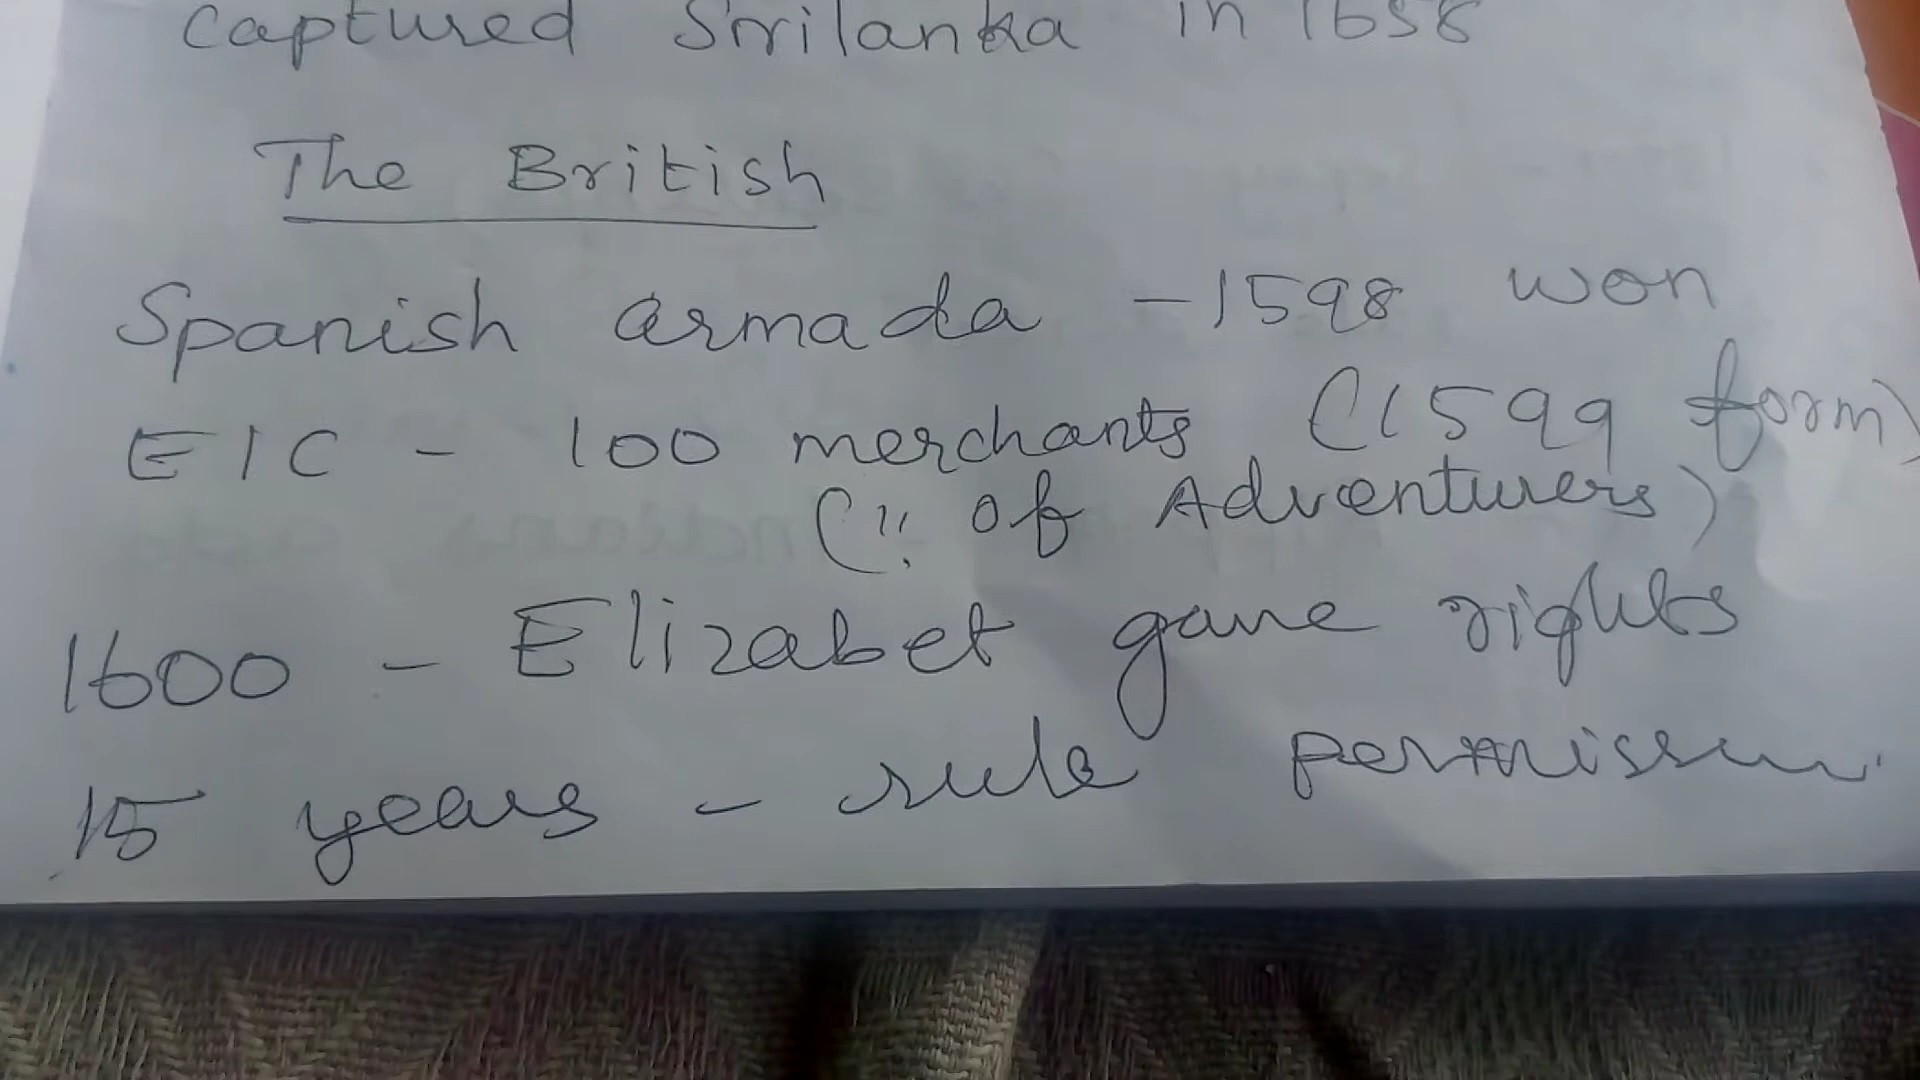 Captured Srilanka in 1658
The British
Spanish armada - 1598 won
EIC - 100 merchants (1599 form)
(" of Adventurers)
1600 - Elizabet gave rights
15 years - rule permission